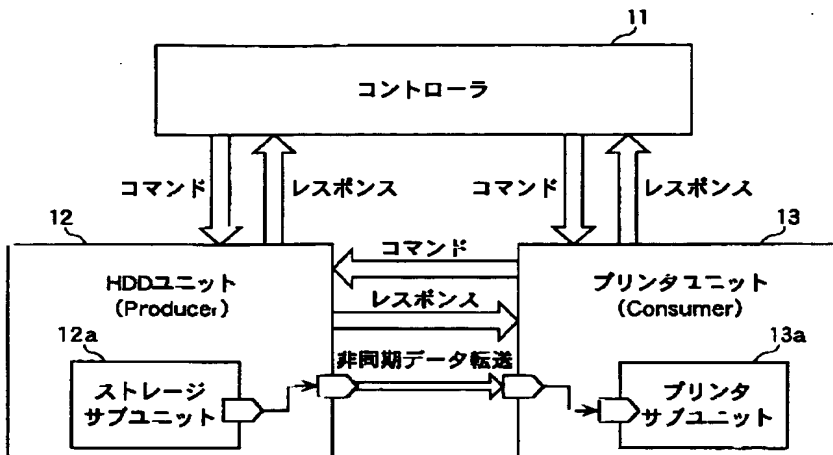 11
コントローラ
コマンド
レスポンス
コマンド
レスポンス
12
13
コマンド
HDDユニット
(Producer)
プリンタユニット
(Consumer)
レスポンス
12a
13a
非同期データ転送
ストレージ
サブユニット
プリンタ
サブユニット